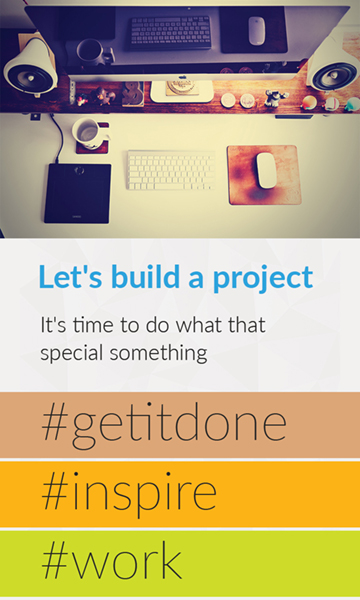 Let's build a project
It's time to do what that
special something
#getitdone
#inspire
#work